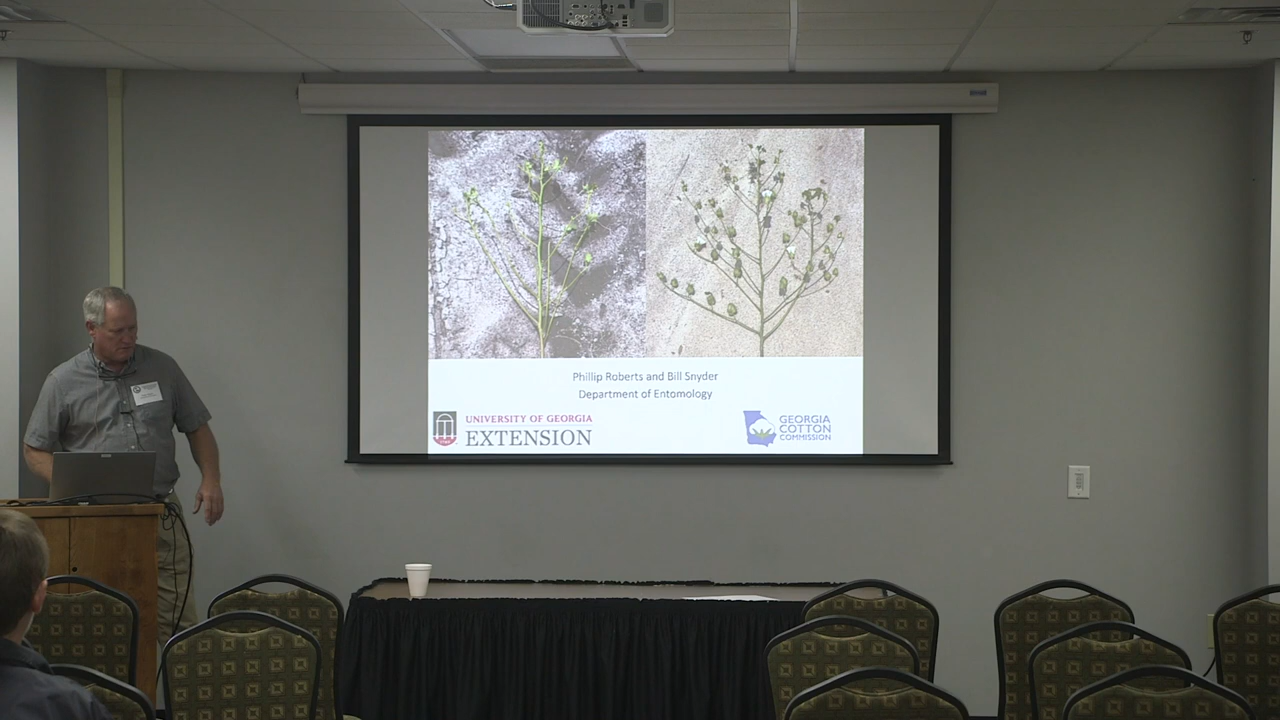 Phillip Roberts and Bill Snyder
Department of Entomology
UNIVERSITY OF GEORGIA
EXTENSION
GEORGIA
COTTON
COMMISSION